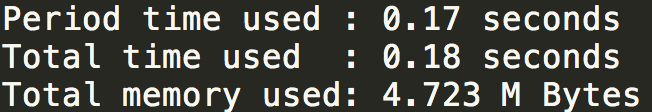 Period time used : 0.17 seconds
Total time used  : 0.18 seconds
Total memory used: 4.723 M Bytes